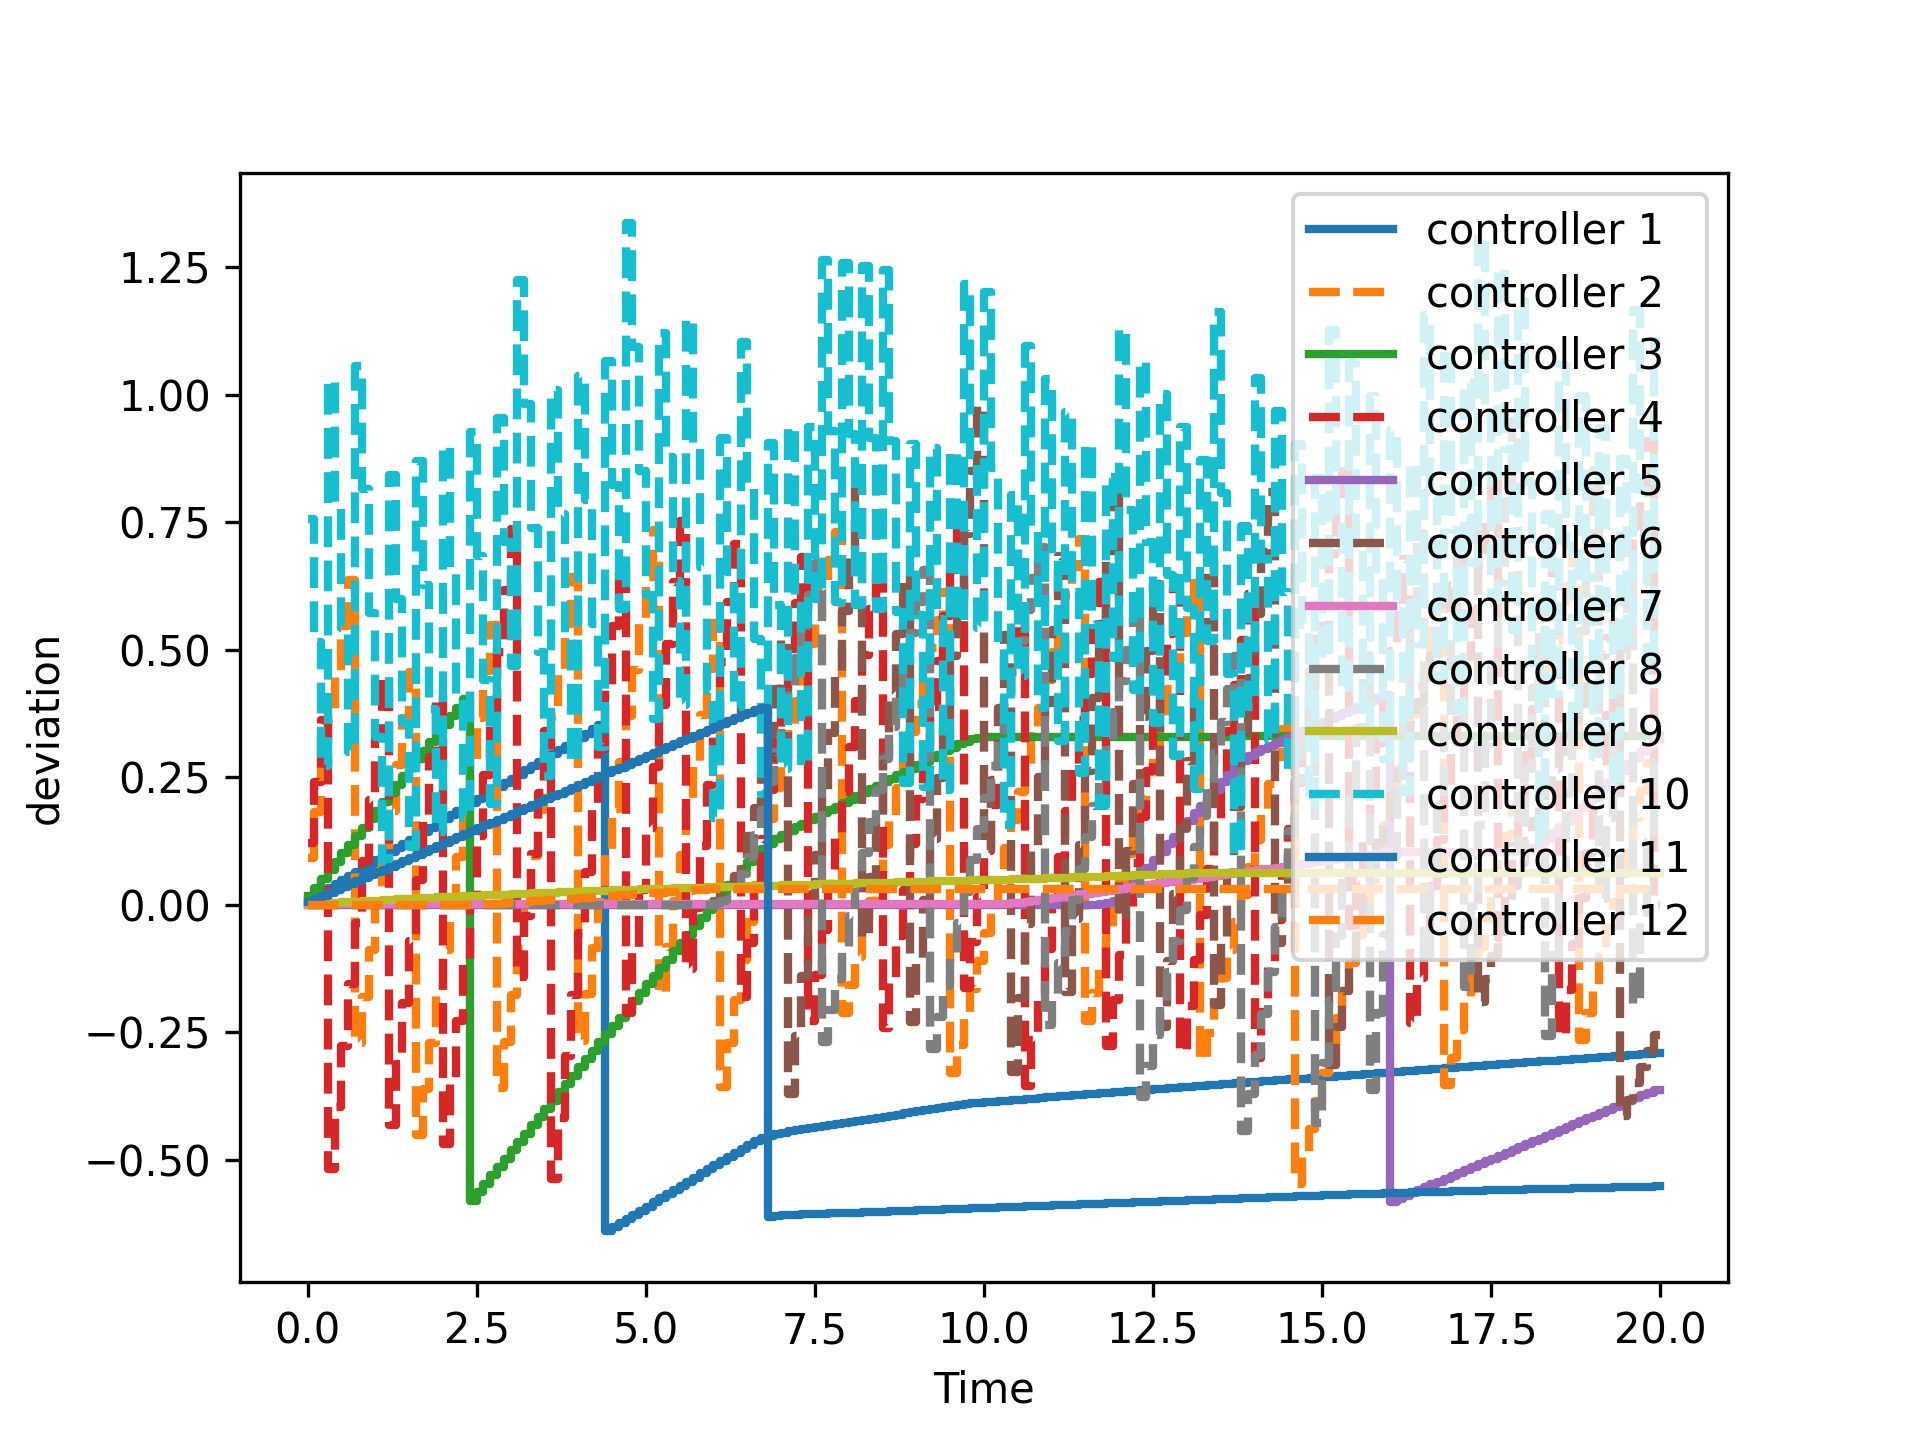 deviation
1.25
1.00
0.75
0.50
0.25
0.00
−0.25
−0.50
0.0 2.5 5.0 7.5 10.0 12.5 15.0 17.5 20.0
Time
controller 1
controller 2
controller 3
controller 4
controller 5
controller 6
controller 7
controller 8
controller 9
controller 10
controller 11
controller 12